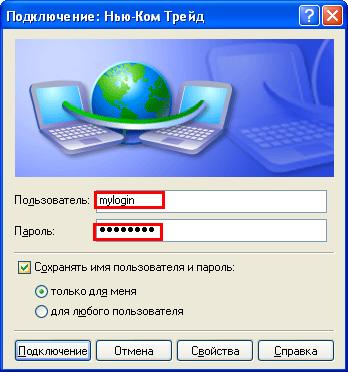 Подключение: Нью-Ком Трейд
Пользователь: mylogin
Пароль: ••••••••
Сохранять имя пользователя и пароль:
только для меня
для любого пользователя
Подключение Отмена Свойства Справка